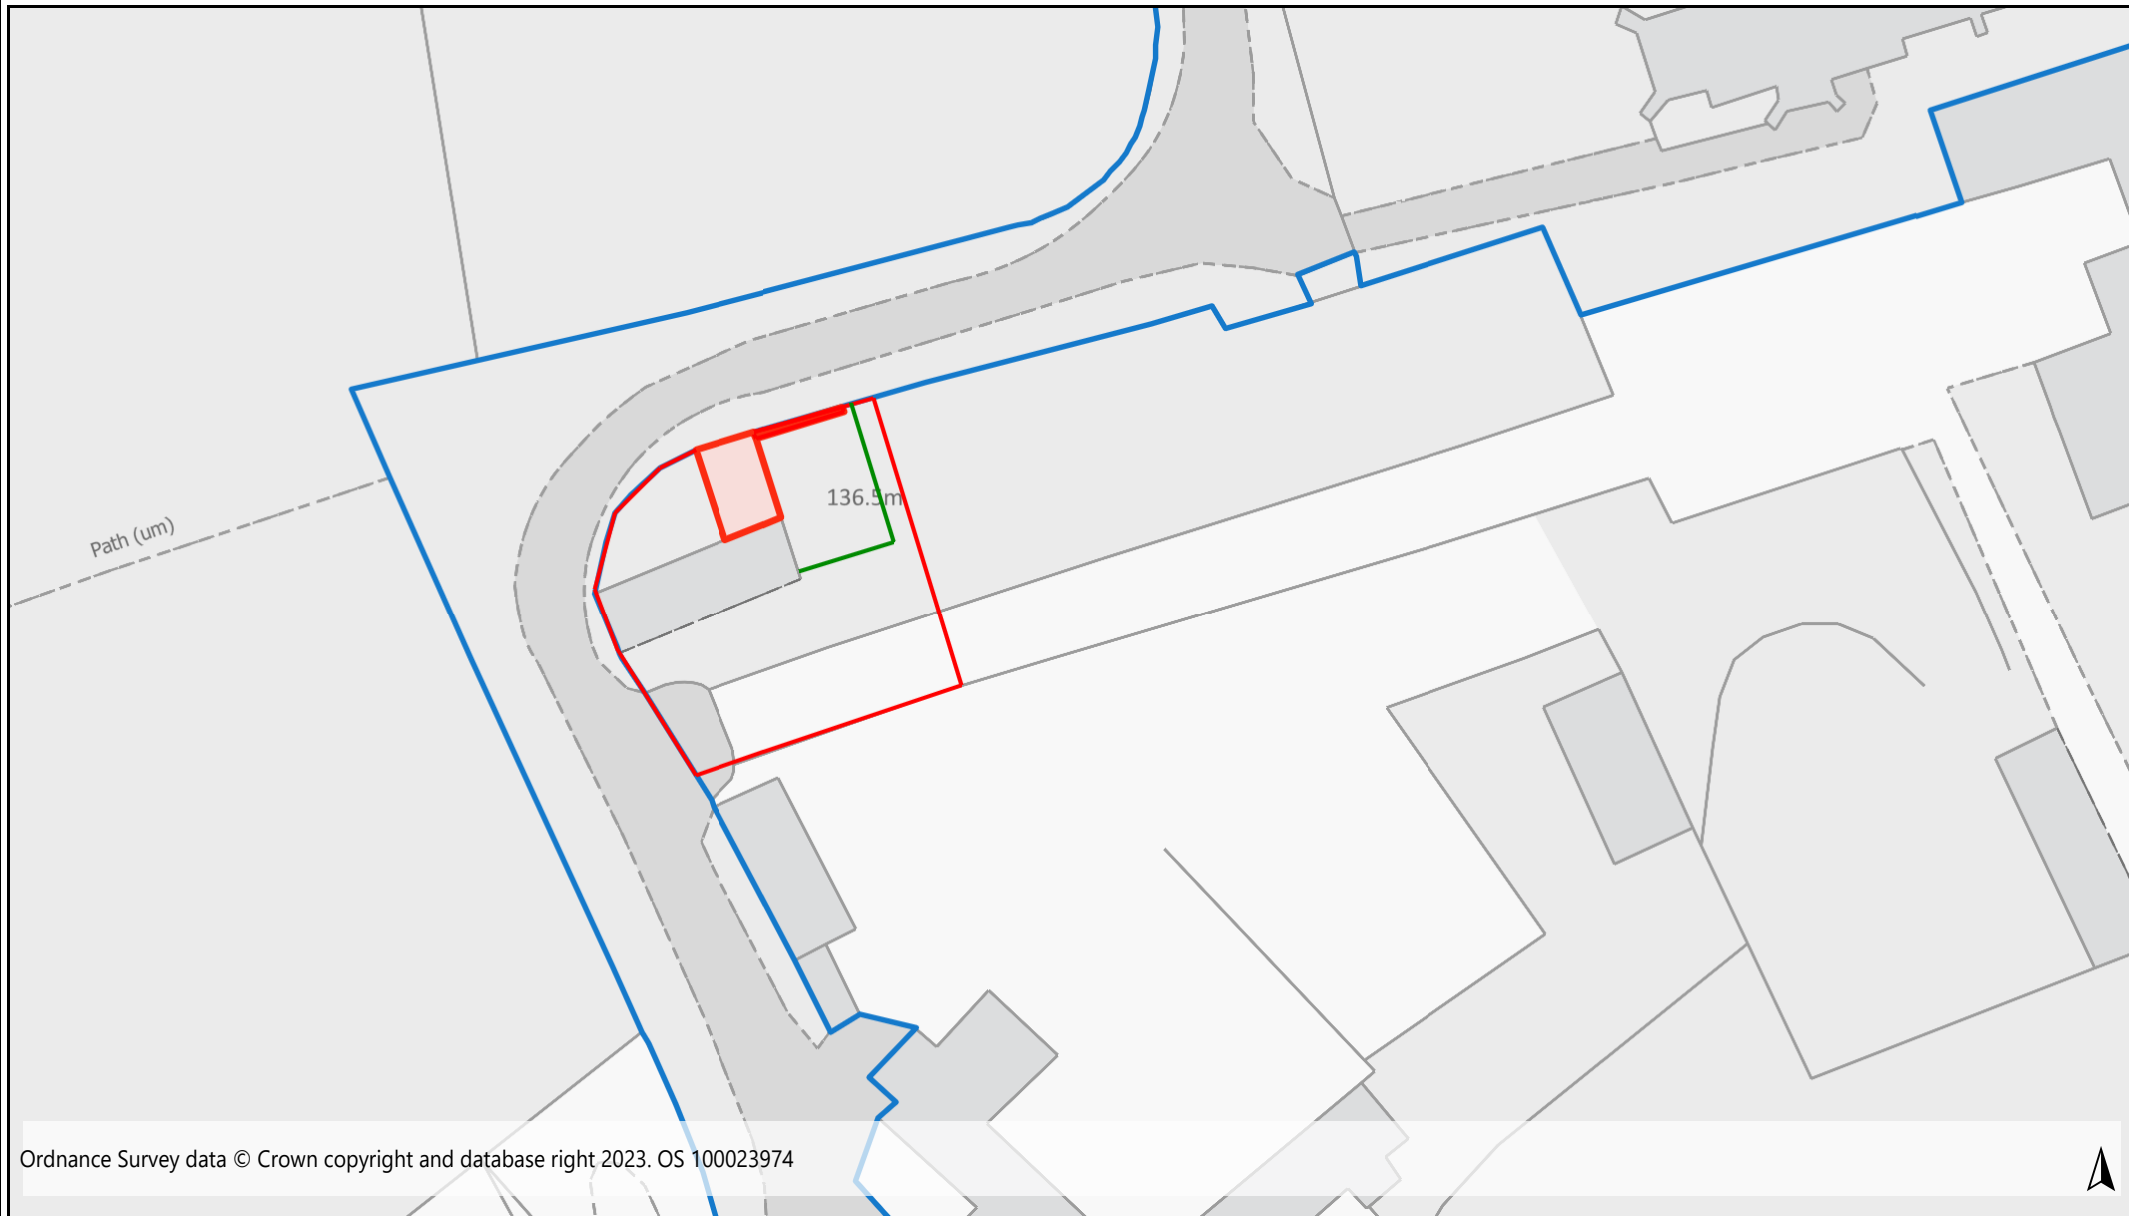 136.5m
Path (um)
Ordnance Survey data © Crown copyright and database right 2023. OS 100023974